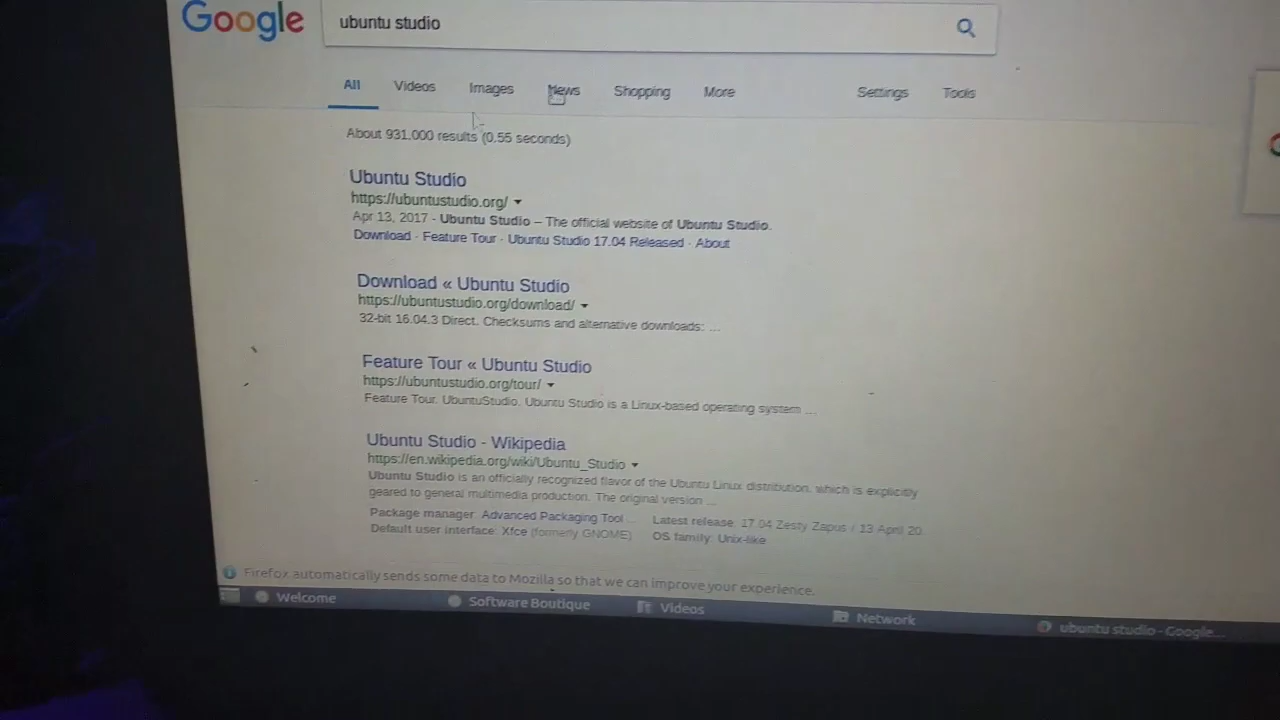 Google
ubuntu studio
All Videos Images News Shopping More Settings Tools
About 931,000 results (0.55 seconds)
Ubuntu Studio
https://ubuntustudio.org/
Apr 13, 2017 - Ubuntu Studio – The official website of Ubuntu Studio.
Download · Feature Tour · Ubuntu Studio 17.04 Released · About
Download « Ubuntu Studio
https://ubuntustudio.org/download/
32-bit 16.04.3 Direct. Checksums and alternative downloads: ...
Feature Tour « Ubuntu Studio
https://ubuntustudio.org/tour/
Feature Tour. UbuntuStudio. Ubuntu Studio is a Linux-based operating system ...
Ubuntu Studio - Wikipedia
https://en.wikipedia.org/wiki/Ubuntu_Studio
Ubuntu Studio is an officially recognized flavor of the Ubuntu Linux distribution, which is explicitly
geared to general multimedia production. The original version ...
Package manager: Advanced Packaging Tool ... Latest release: 17.04 Zesty Zapus / 13 April 20
Default user interface: Xfce (formerly GNOME) OS family: Unix-like
Firefox automatically sends some data to Mozilla so that we can improve your experience.
Welcome Software Boutique Videos Network ubuntu studio - Google...